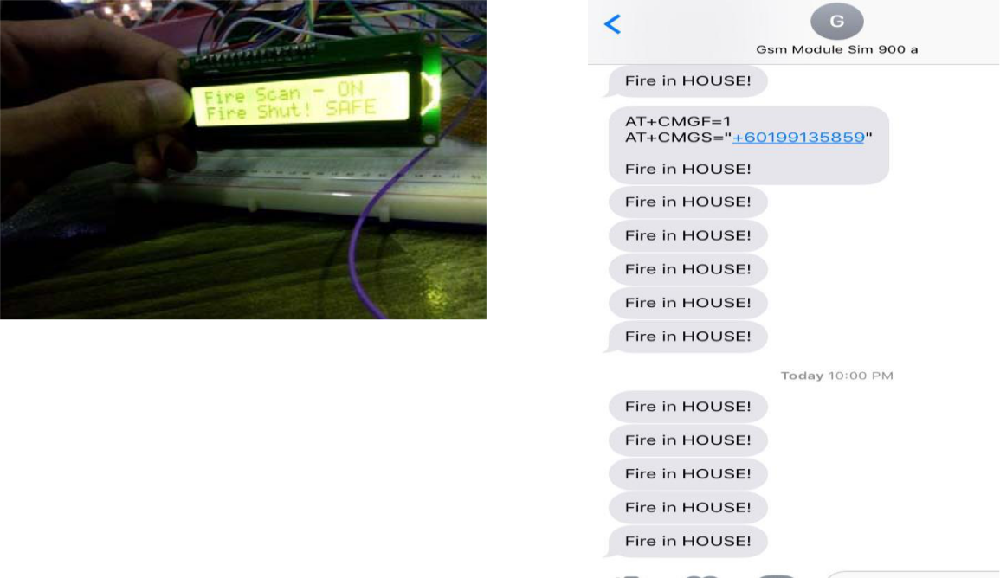 Fire Scan - ON
Fire Shut! SAFE
G
Gsm Module Sim 900 a
Fire in HOUSE!
AT+CMGF=1
AT+CMGS="+60199135859"
Fire in HOUSE!
Fire in HOUSE!
Fire in HOUSE!
Fire in HOUSE!
Fire in HOUSE!
Fire in HOUSE!
Today 10:00 PM
Fire in HOUSE!
Fire in HOUSE!
Fire in HOUSE!
Fire in HOUSE!
Fire in HOUSE!